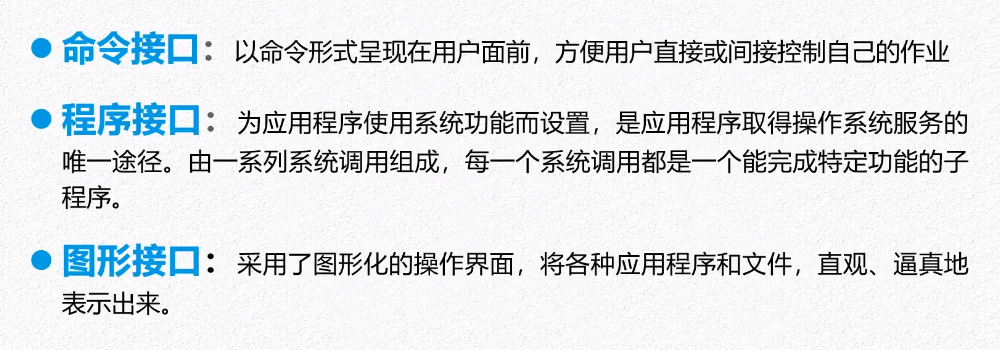 ● 命令接口：以命令形式呈现在用户面前，方便用户直接或间接控制自己的作业
● 程序接口：为应用程序使用系统功能而设置，是应用程序取得操作系统服务的
唯一途径。由一系列系统调用组成，每一个系统调用都是一个能完成特定功能的子
程序。
● 图形接口：采用了图形化的操作界面，将各种应用程序和文件，直观、逼真地
表示出来。